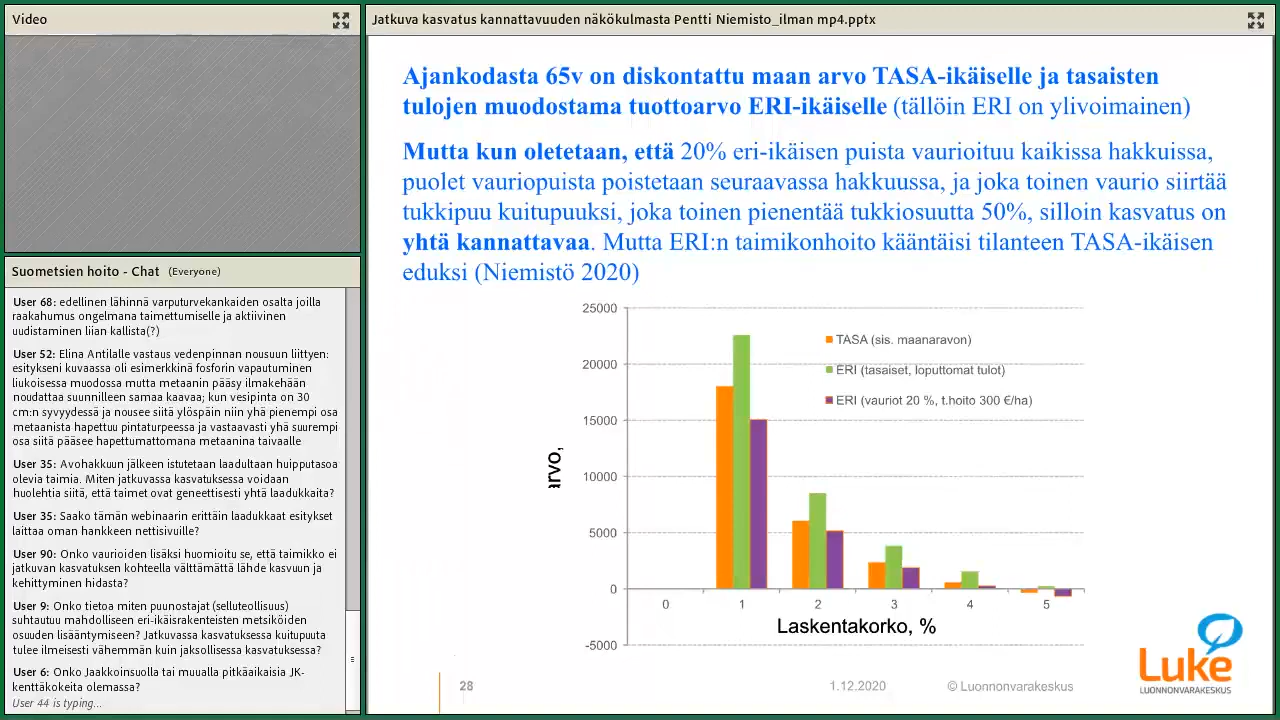 Video
Suometsien hoito - Chat (Everyone)
User 68: edellinen lähinnä varputurvekankaiden osalta joilla
raakahumus ongelmana taimettumiselle ja aktiivinen
uudistaminen liian kallista(?)
User 52: Elina Antilalle vastaus vedenpinnan nousuun liittyen:
esitykseni kuvaassa oli esimerkkinä fosforin vapautuminen
liukoisessa muodossa mutta metaanin pääsy ilmakehään
noudattaa suunnilleen samaa kaavaa; kun vesipinta on 30
cm:n syvyydessä ja nousee siitä ylöspäin niin yhä pienempi osa
metaanista hapettuu pintaturpeessa ja vastaavasti yhä suurempi
osa siitä pääsee hapettumattomana metaanina taivaalle
User 35: Avohakkuun jälkeen istutetaan laadultaan huipputasoa
olevia taimia. Miten jatkuvassa kasvatuksessa voidaan
huolehtia siitä, että taimet ovat geneettisesti yhtä laadukkaita?
User 35: Saako tämän webinaarin erittäin laadukkaat esitykset
laittaa oman hankkeen nettisivuille?
User 90: Onko vaurioiden lisäksi huomioitu se, että taimikko ei
jatkuvan kasvatuksen kohteella välttämättä lähde kasvuun ja
kehittyminen hidasta?
User 9: Onko tietoa miten puunostajat (selluteollisuus)
suhtautuu mahdolliseen eri-ikäisrakenteisten metsiköiden
osuuden lisääntymiseen? Jatkuvassa kasvatuksessa kuitupuuta
tulee ilmeisesti vähemmän kuin jaksollisessa kasvatuksessa?
User 6: Onko Jaakkoinsuolla tai muualla pitkäaikaisia JK-
kenttäkokeita olemassa?
User 44 is typing...
Jatkuva kasvatus kannattavuuden näkökulmasta Pentti Niemisto_ilman mp4.pptx
Ajankodasta 65v on diskontattu maan arvo TASA-ikäiselle ja tasaisten
tulojen muodostama tuottoarvo ERI-ikäiselle (tällöin ERI on ylivoimainen)
Mutta kun oletetaan, että 20% eri-ikäisen puista vaurioituu kaikissa hakkuissa,
puolet vauriopuista poistetaan seuraavassa hakkuussa, ja joka toinen vaurio siirtää
tukkipuu kuitupuuksi, joka toinen pienentää tukkiosuutta 50%, silloin kasvatus on
yhtä kannattavaa. Mutta ERI:n taimikonhoito kääntäisi tilanteen TASA-ikäisen
eduksi (Niemistö 2020)
25000
20000
15000
10000
5000
0
-5000
arvo,
TASA (sis. maanaravon)
ERI (tasaiset, loputtomat tulot)
ERI (vauriot 20 %, t.hoito 300 €/ha)
0 1 2 3 4 5
Laskentakorko, %
28
1.12.2020
© Luonnonvarakeskus
Luke
LUONNONVARAKESKUS